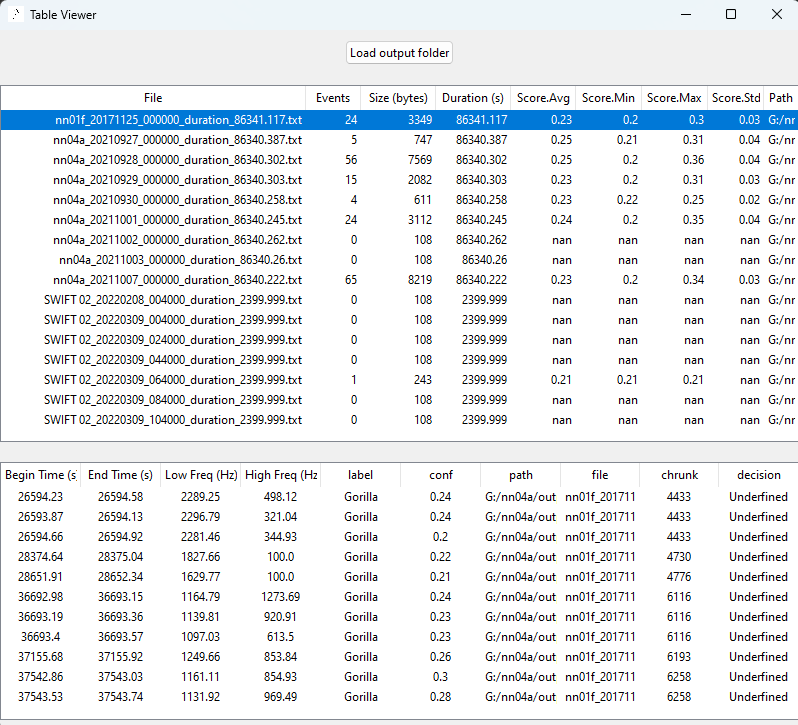 Table Viewer
Load output folder
File Events Size (bytes) Duration (s) Score.Avg Score.Min Score.Max Score.Std Path
nn01f_20171125_000000_duration_86341.117.txt 24 3349 86341.117 0.23 0.2 0.3 0.03 G:/nr
nn04a_20210927_000000_duration_86340.387.txt 5 747 86340.387 0.25 0.21 0.31 0.04 G:/nr
nn04a_20210928_000000_duration_86340.302.txt 56 7569 86340.302 0.25 0.2 0.36 0.04 G:/nr
nn04a_20210929_000000_duration_86340.303.txt 15 2082 86340.303 0.23 0.2 0.31 0.03 G:/nr
nn04a_20210930_000000_duration_86340.258.txt 4 611 86340.258 0.23 0.22 0.25 0.02 G:/nr
nn04a_20211001_000000_duration_86340.245.txt 24 3112 86340.245 0.24 0.2 0.35 0.04 G:/nr
nn04a_20211002_000000_duration_86340.262.txt 0 108 86340.262 nan nan nan nan G:/nr
nn04a_20211003_000000_duration_86340.26.txt 0 108 86340.26 nan nan nan nan G:/nr
nn04a_20211007_000000_duration_86340.222.txt 65 8219 86340.222 0.23 0.2 0.34 0.03 G:/nr
SWIFT 02_20220208_004000_duration_2399.999.txt 0 108 2399.999 nan nan nan nan G:/nr
SWIFT 02_20220309_004000_duration_2399.999.txt 0 108 2399.999 nan nan nan nan G:/nr
SWIFT 02_20220309_024000_duration_2399.999.txt 0 108 2399.999 nan nan nan nan G:/nr
SWIFT 02_20220309_044000_duration_2399.999.txt 0 108 2399.999 nan nan nan nan G:/nr
SWIFT 02_20220309_064000_duration_2399.999.txt 1 243 2399.999 0.21 0.21 0.21 nan G:/nr
SWIFT 02_20220309_084000_duration_2399.999.txt 0 108 2399.999 nan nan nan nan G:/nr
SWIFT 02_20220309_104000_duration_2399.999.txt 0 108 2399.999 nan nan nan nan G:/nr
Begin Time (s End Time (s) Low Freq (Hz) High Freq (Hz label conf path file chrunk decision
26594.23 26594.58 2289.25 498.12 Gorilla 0.24 G:/nn04a/out nn01f_201711 4433 Undefined
26593.87 26594.13 2296.79 321.04 Gorilla 0.24 G:/nn04a/out nn01f_201711 4433 Undefined
26594.66 26594.92 2281.46 344.93 Gorilla 0.2 G:/nn04a/out nn01f_201711 4433 Undefined
28374.64 28375.04 1827.66 100.0 Gorilla 0.22 G:/nn04a/out nn01f_201711 4730 Undefined
28651.91 28652.34 1629.77 100.0 Gorilla 0.21 G:/nn04a/out nn01f_201711 4776 Undefined
36692.98 36693.15 1164.79 1273.69 Gorilla 0.24 G:/nn04a/out nn01f_201711 6116 Undefined
36693.19 36693.36 1139.81 920.91 Gorilla 0.23 G:/nn04a/out nn01f_201711 6116 Undefined
36693.4 36693.57 1097.03 613.5 Gorilla 0.23 G:/nn04a/out nn01f_201711 6116 Undefined
37155.68 37155.92 1249.66 853.84 Gorilla 0.26 G:/nn04a/out nn01f_201711 6193 Undefined
37542.86 37543.03 1161.11 854.93 Gorilla 0.3 G:/nn04a/out nn01f_201711 6258 Undefined
37543.53 37543.74 1131.92 969.49 Gorilla 0.28 G:/nn04a/out nn01f_201711 6258 Undefined